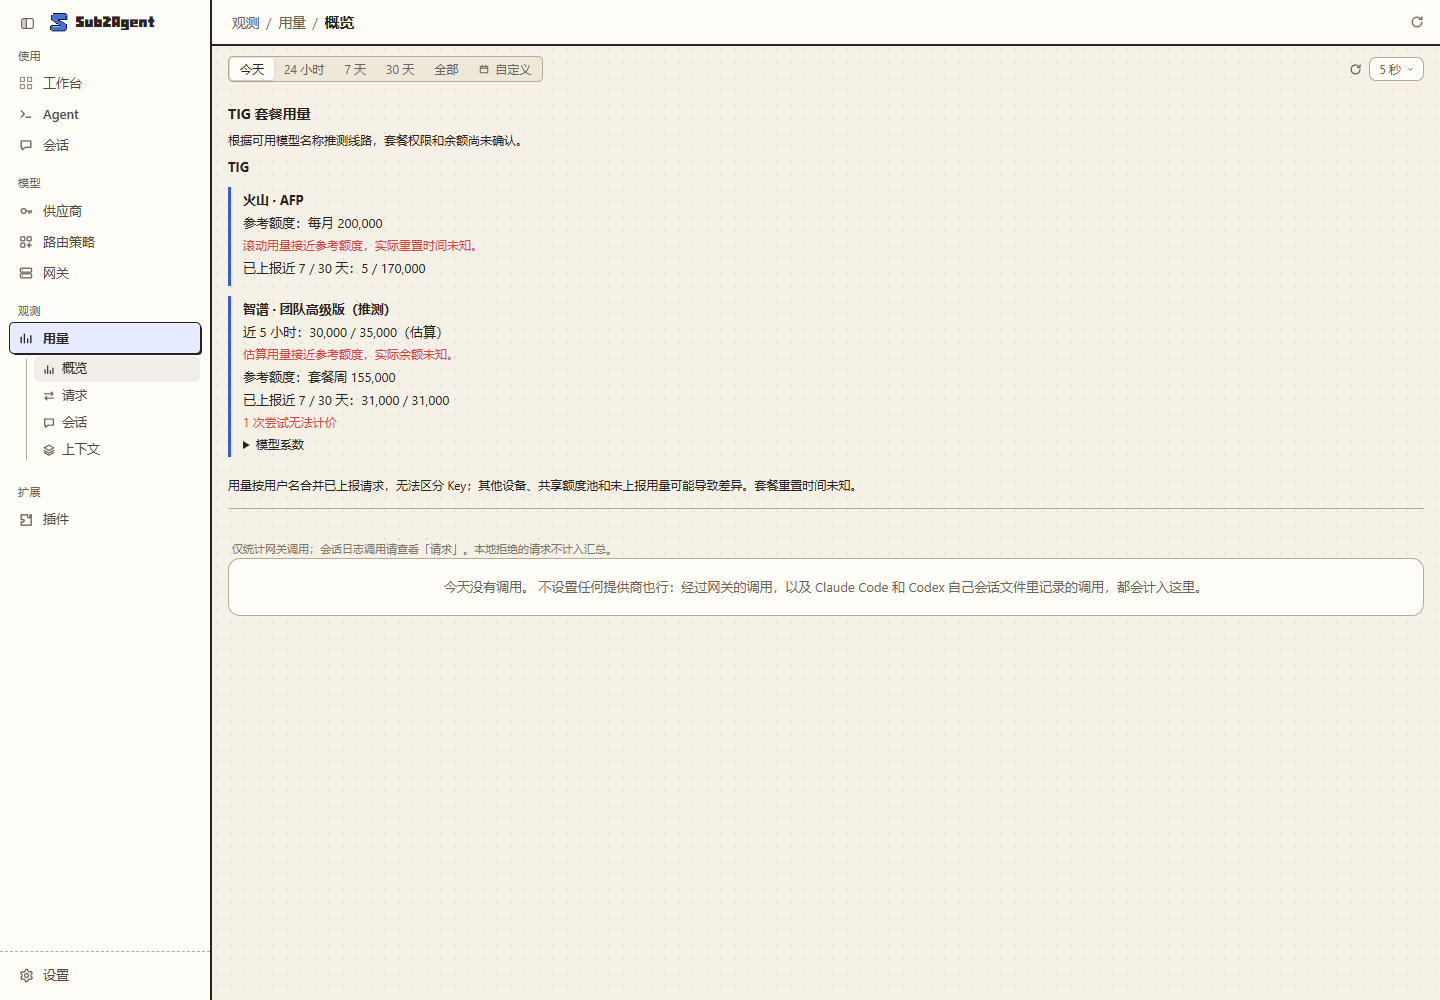 Sub2Agent
使用
工作台
Agent
会话
模型
供应商
路由策略
网关
观测
用量
概览
请求
会话
上下文
扩展
插件
设置
观测 / 用量 / 概览
今天 24 小时 7 天 30 天 全部 自定义
5 秒
TIG 套餐用量
根据可用模型名称推测线路，套餐权限和余额尚未确认。
TIG
火山 · AFP
参考额度：每月 200,000
滚动用量接近参考额度，实际重置时间未知。
已上报近 7 / 30 天：5 / 170,000
智谱 · 团队高级版（推测）
近 5 小时：30,000 / 35,000（估算）
估算用量接近参考额度，实际余额未知。
参考额度：套餐周 155,000
已上报近 7 / 30 天：31,000 / 31,000
1 次尝试无法计价
模型系数
用量按用户名合并已上报请求，无法区分 Key；其他设备、共享额度池和未上报用量可能导致差异。套餐重置时间未知。
仅统计网关调用；会话日志调用请查看「请求」。本地拒绝的请求不计入汇总。
今天没有调用。 不设置任何提供商也行：经过网关的调用，以及 Claude Code 和 Codex 自己会话文件里记录的调用，都会计入这里。